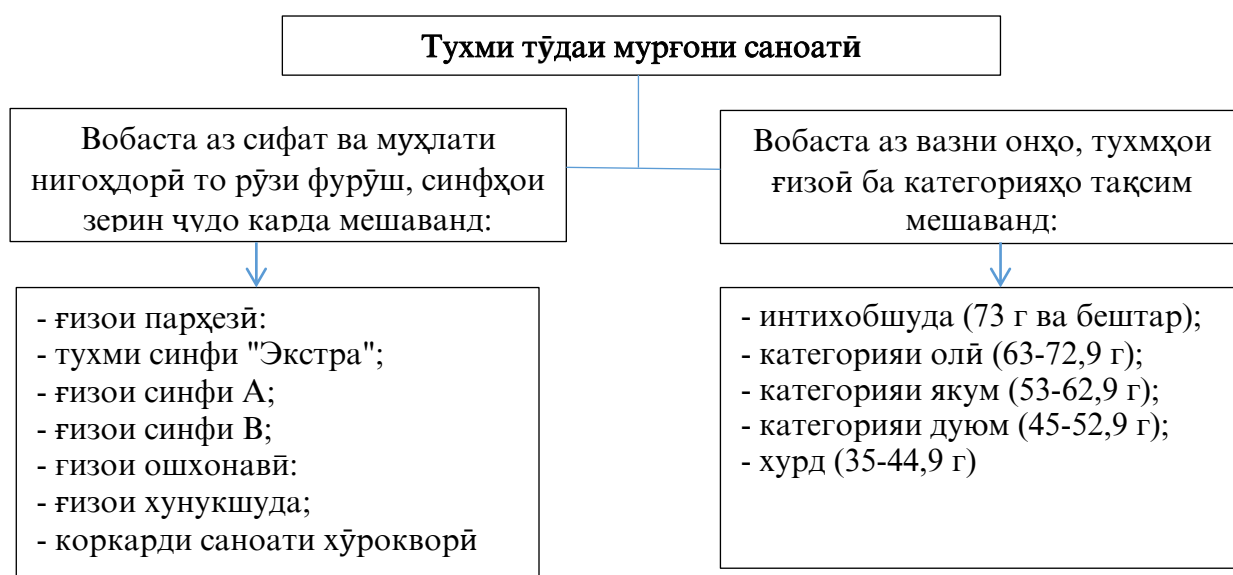 Тухми тӯдаи мурғони саноатӣ
Вобаста аз сифат ва муҳлати
нигоҳдорӣ то рӯзи фурӯш, синфҳои
зерин ҷудо карда мешаванд:
Вобаста аз вазни онҳо, тухмҳои
ғизоӣ ба категорияҳо тақсим
мешаванд:
- ғизои парҳезӣ:
- тухми синфи "Экстра";
- ғизои синфи А;
- ғизои синфи В;
- ғизои ошхонавӣ:
- ғизои хунукшуда;
- коркарди саноати хӯрокворӣ
- интихобшуда (73 г ва бештар);
- категорияи олӣ (63-72,9 г);
- категорияи якум (53-62,9 г);
- категорияи дуюм (45-52,9 г);
- хурд (35-44,9 г)